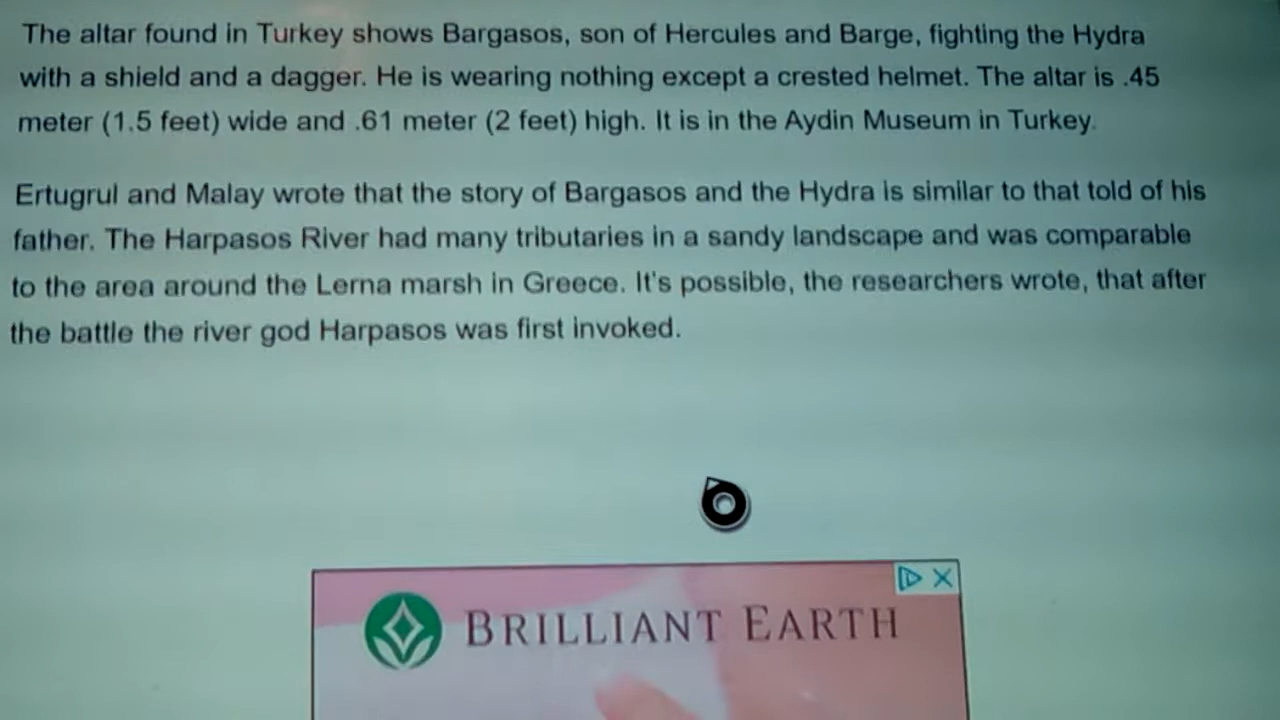 The altar found in Turkey shows Bargasos, son of Hercules and Barge, fighting the Hydra
with a shield and a dagger. He is wearing nothing except a crested helmet. The altar is .45
meter (1.5 feet) wide and .61 meter (2 feet) high. It is in the Aydin Museum in Turkey.
Ertugrul and Malay wrote that the story of Bargasos and the Hydra is similar to that told of his
father. The Harpasos River had many tributaries in a sandy landscape and was comparable
to the area around the Lerna marsh in Greece. It's possible, the researchers wrote, that after
the battle the river god Harpasos was first invoked.
BRILLIANT EARTH